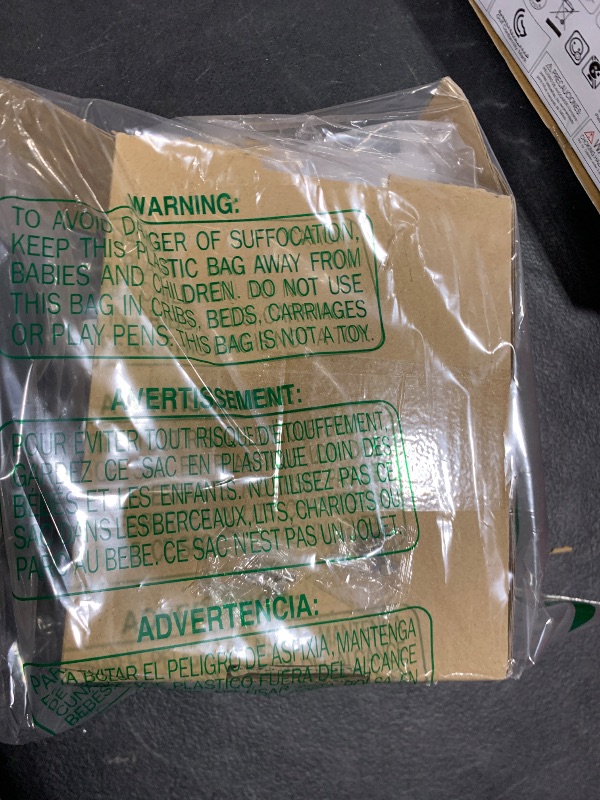 WARNING:
TO AVOID DANGER OF SUFFOCATION,
KEEP THIS PLASTIC BAG AWAY FROM
BABIES AND CHILDREN. DO NOT USE
THIS BAG IN CRIBS, BEDS, CARRIAGES
OR PLAY PENS. THIS BAG IS NOT A TOY.
AVERTISSEMENT:
POUR EVITER TOUT RISQUE D'ETOUFFEMENT,
GARDEZ CE SAC EN PLASTIQUE LOIN DES
BEBES ET LES ENFANTS. N'UTILISEZ PAS CE
SAC DANS LES BERCEAUX, LITS, CHARIOTS OU
PARC AU BEBE. CE SAC N'EST PAS UN JOUET.
ADVERTENCIA:
PARA EL PELIGRO DE ASFIXIA, MANTENGA
PLASTICO FUERA DEL ALCANCE
BEBES
PRECAUCIONES: